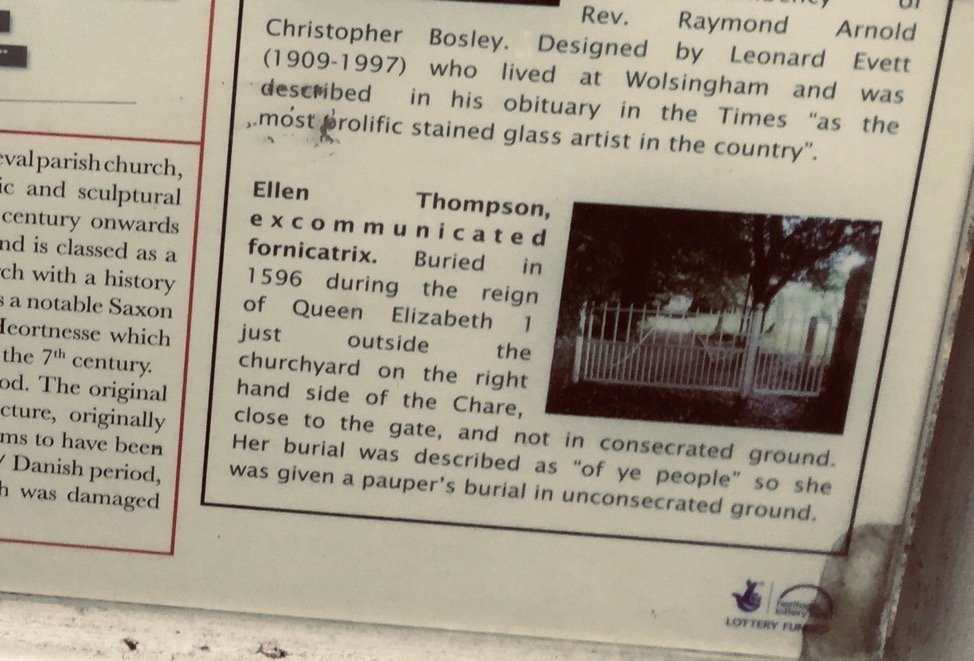 eval parish church,
ic and sculptural
century onwards
nd is classed as a
rch with a history
s a notable Saxon
Heortnesse which
the 7th century.
od. The original
cture, originally
ms to have been
/ Danish period,
h was damaged
of
Rev. Raymond Arnold
Christopher Bosley. Designed by Leonard Evett
(1909-1997) who lived at Wolsingham and was
described in his obituary in the Times "as the
most prolific stained glass artist in the country".
Ellen Thompson,
excommunicated
fornicatrix. Buried in
1596 during the reign
of Queen Elizabeth 1
just outside the
churchyard on the right
hand side of the Chare,
close to the gate, and not in consecrated ground.
Her burial was described as "of ye people" so she
was given a pauper's burial in unconsecrated ground.
heritage
lottery
LOTTERY FUN